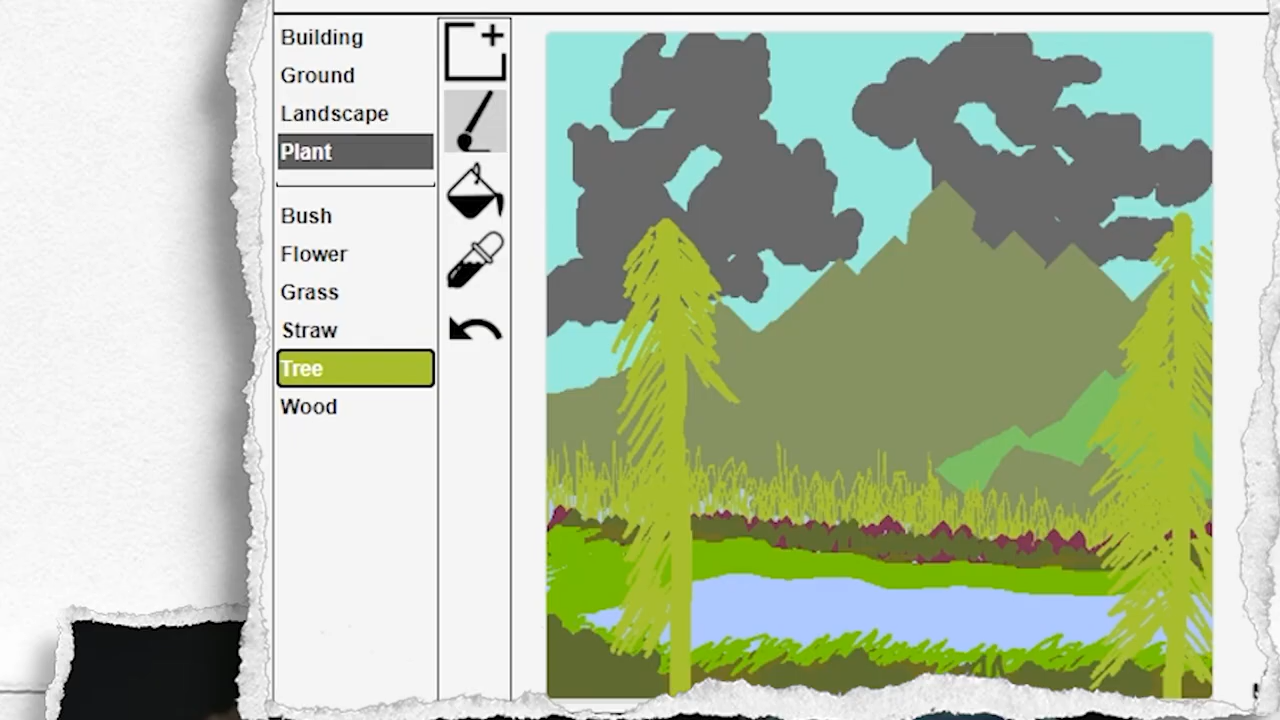 Building
Ground
Landscape
Plant
Bush
Flower
Grass
Straw
Tree
Wood